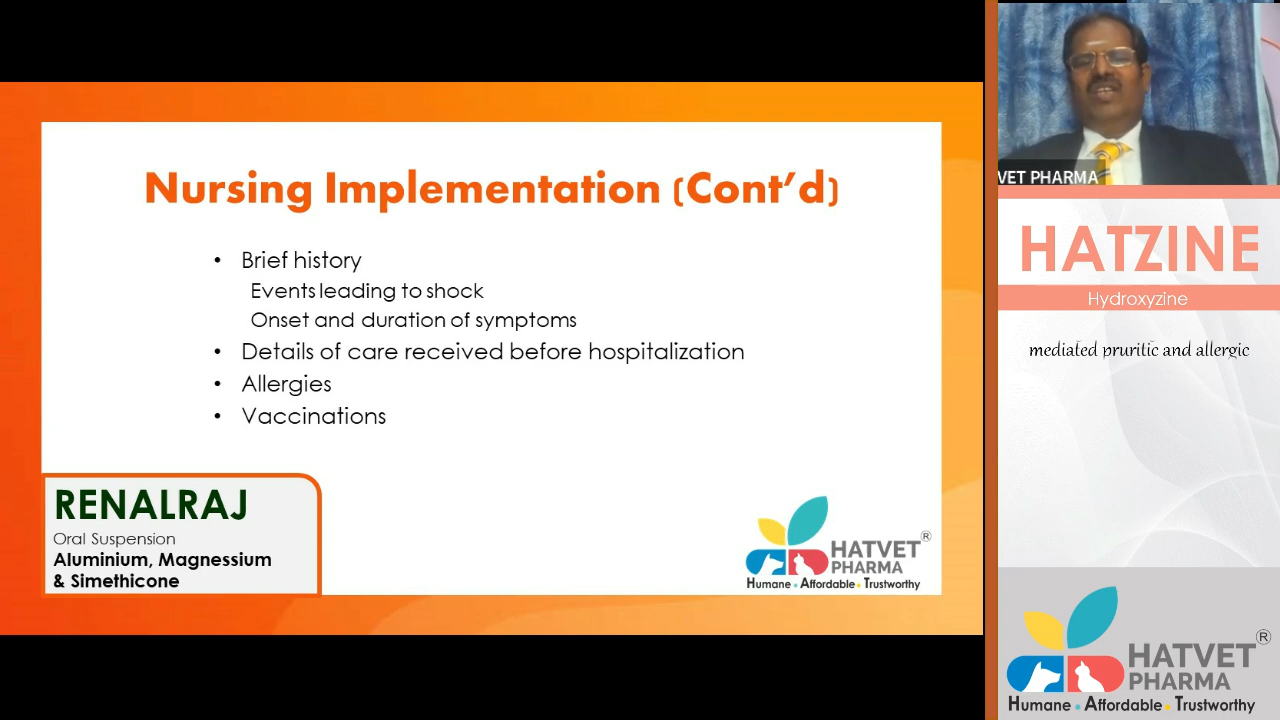 Nursing Implementation (Cont'd)
• Brief history
Events leading to shock
Onset and duration of symptoms
• Details of care received before hospitalization
• Allergies
• Vaccinations
RENALRAJ
Oral Suspension
Aluminium, Magnessium
& Simethicone
HATVET ®
PHARMA
Humane • Affordable • Trustworthy
VET PHARMA
HATZINE
Hydroxyzine
mediated pruritic and allergic
HATVET ®
PHARMA
Humane • Affordable • Trustworthy